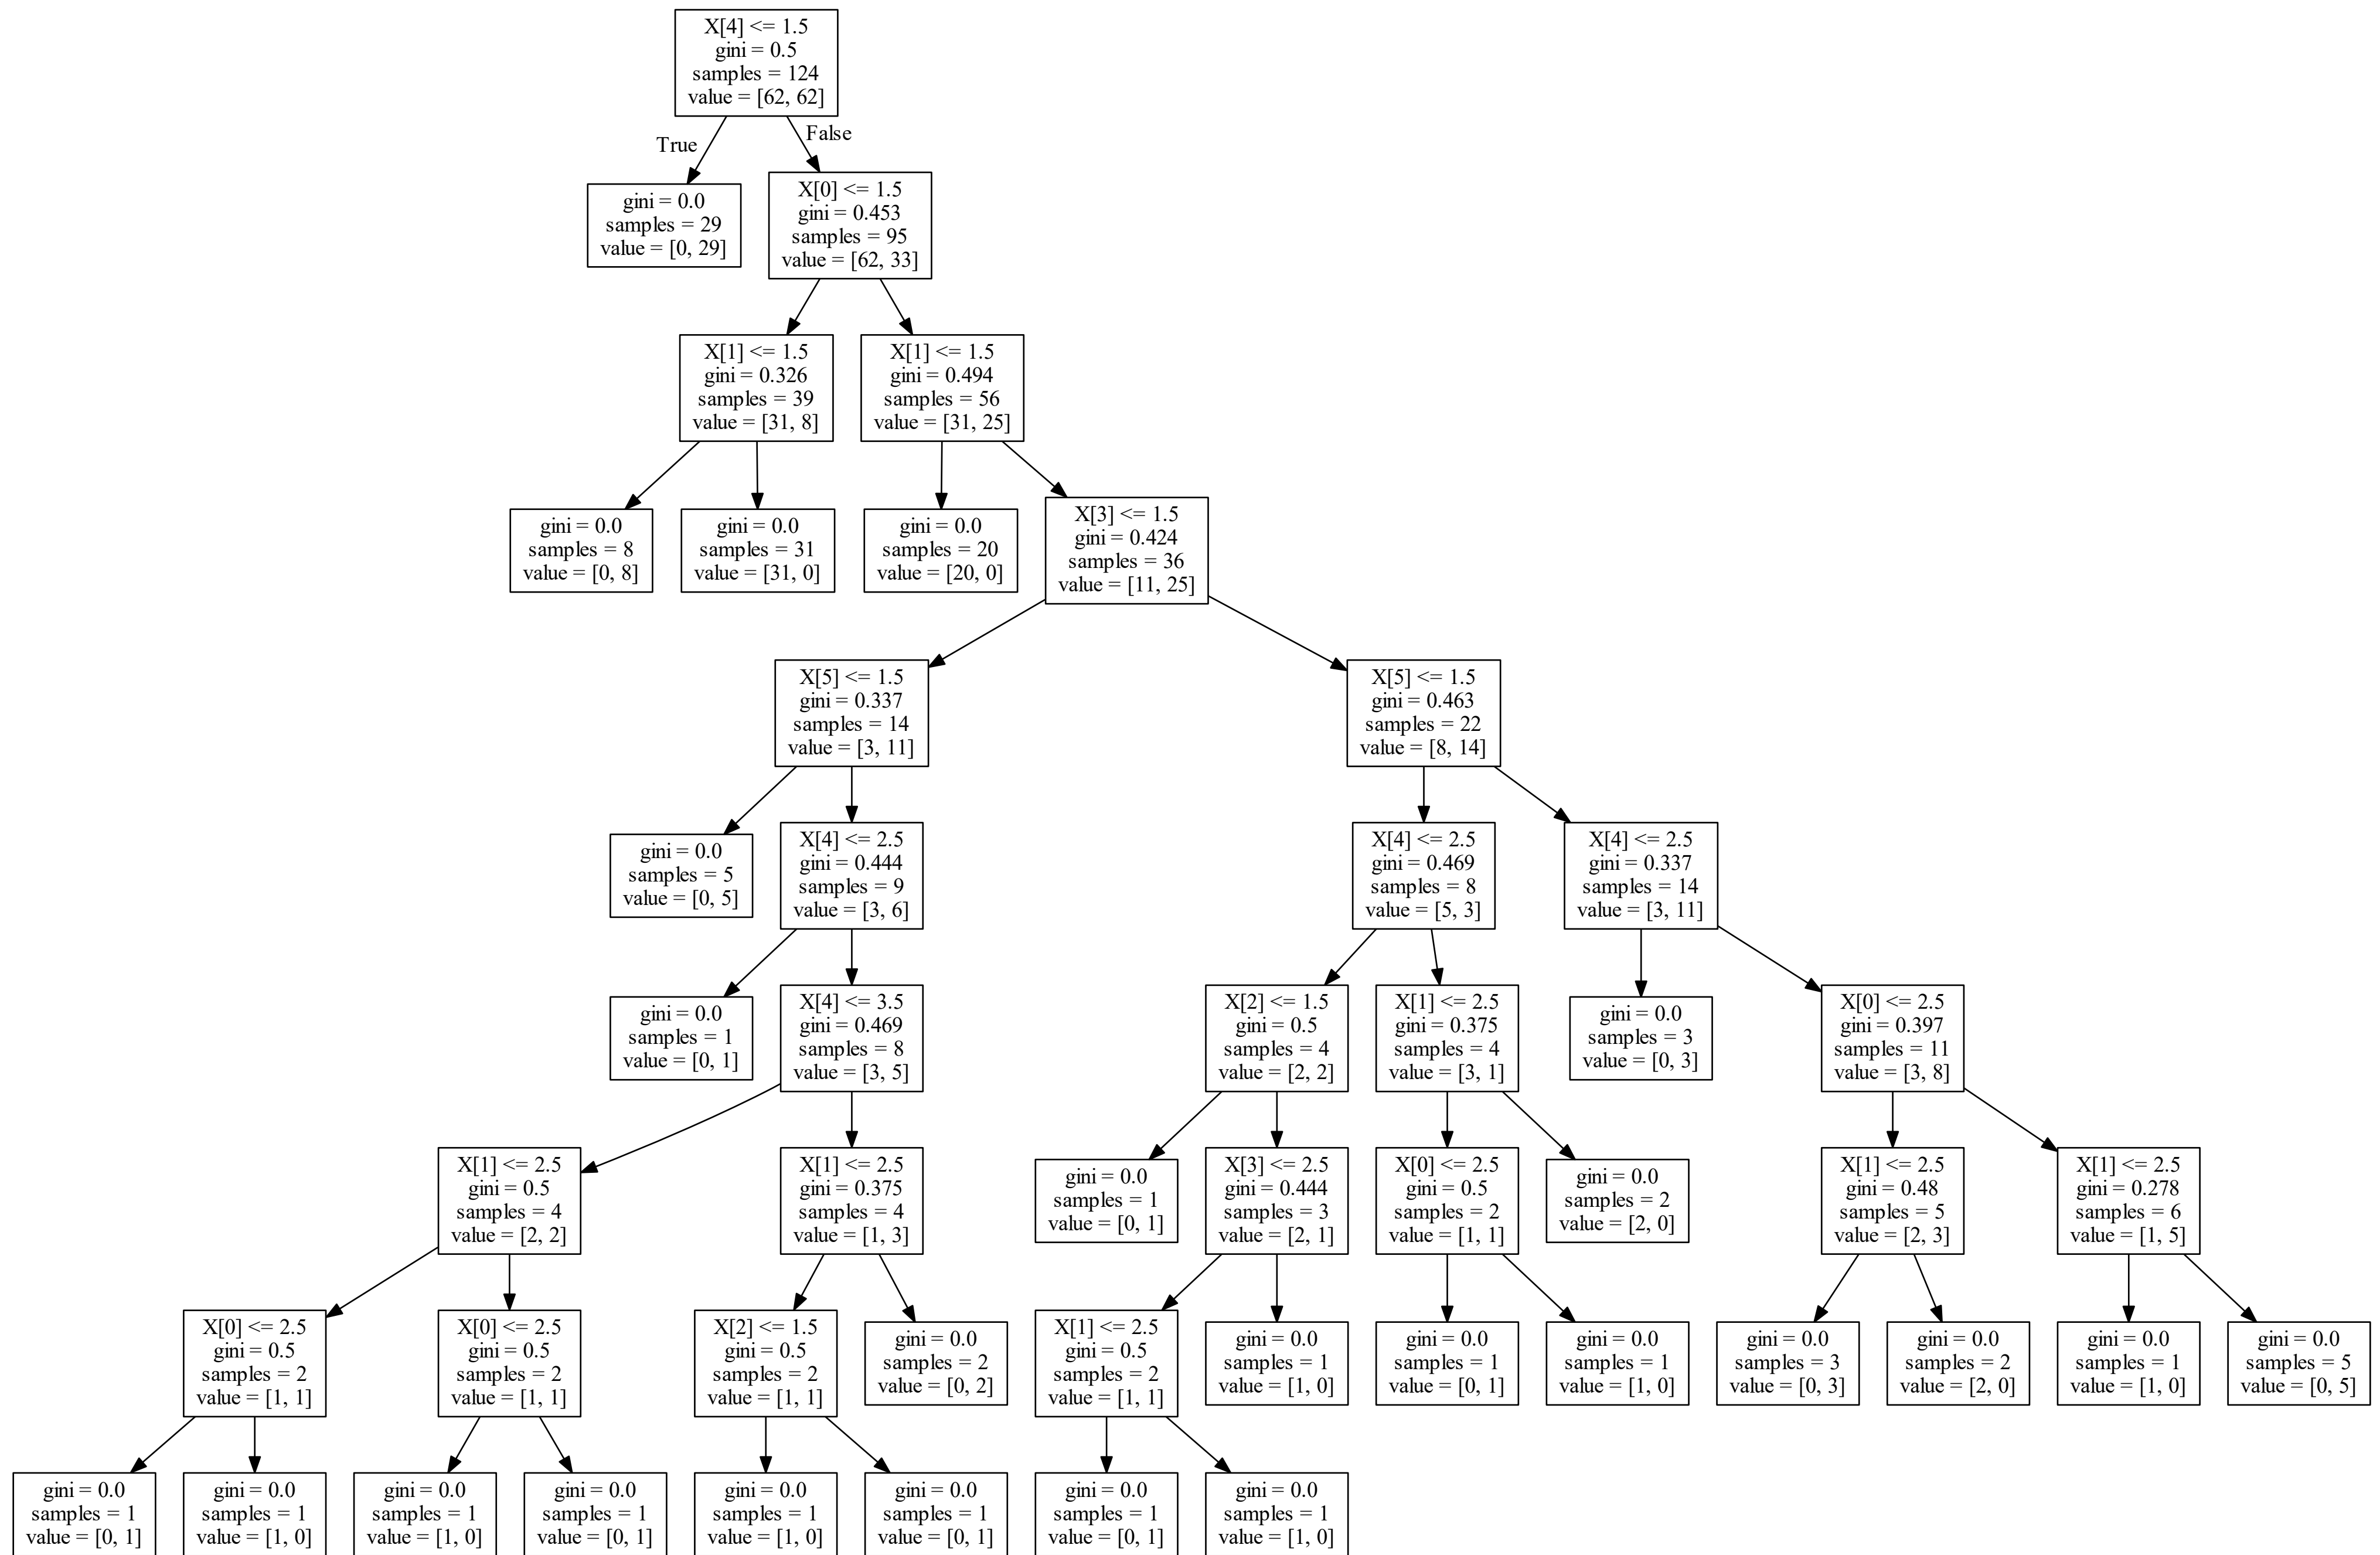 X[4] <= 1.5
gini = 0.5
samples = 124
value = [62, 62]
True
False
gini = 0.0
samples = 29
value = [0, 29]
X[0] <= 1.5
gini = 0.453
samples = 95
value = [62, 33]
X[1] <= 1.5
gini = 0.326
samples = 39
value = [31, 8]
X[1] <= 1.5
gini = 0.494
samples = 56
value = [31, 25]
gini = 0.0
samples = 8
value = [0, 8]
gini = 0.0
samples = 31
value = [31, 0]
gini = 0.0
samples = 20
value = [20, 0]
X[3] <= 1.5
gini = 0.424
samples = 36
value = [11, 25]
X[5] <= 1.5
gini = 0.337
samples = 14
value = [3, 11]
X[5] <= 1.5
gini = 0.463
samples = 22
value = [8, 14]
gini = 0.0
samples = 5
value = [0, 5]
X[4] <= 2.5
gini = 0.444
samples = 9
value = [3, 6]
X[4] <= 2.5
gini = 0.469
samples = 8
value = [5, 3]
X[4] <= 2.5
gini = 0.337
samples = 14
value = [3, 11]
gini = 0.0
samples = 1
value = [0, 1]
X[4] <= 3.5
gini = 0.469
samples = 8
value = [3, 5]
X[2] <= 1.5
gini = 0.5
samples = 4
value = [2, 2]
X[1] <= 2.5
gini = 0.375
samples = 4
value = [3, 1]
gini = 0.0
samples = 3
value = [0, 3]
X[0] <= 2.5
gini = 0.397
samples = 11
value = [3, 8]
X[1] <= 2.5
gini = 0.5
samples = 4
value = [2, 2]
X[1] <= 2.5
gini = 0.375
samples = 4
value = [1, 3]
gini = 0.0
samples = 1
value = [0, 1]
X[3] <= 2.5
gini = 0.444
samples = 3
value = [2, 1]
X[0] <= 2.5
gini = 0.5
samples = 2
value = [1, 1]
gini = 0.0
samples = 2
value = [2, 0]
X[1] <= 2.5
gini = 0.48
samples = 5
value = [2, 3]
X[1] <= 2.5
gini = 0.278
samples = 6
value = [1, 5]
X[0] <= 2.5
gini = 0.5
samples = 2
value = [1, 1]
X[0] <= 2.5
gini = 0.5
samples = 2
value = [1, 1]
X[2] <= 1.5
gini = 0.5
samples = 2
value = [1, 1]
gini = 0.0
samples = 2
value = [0, 2]
X[1] <= 2.5
gini = 0.5
samples = 2
value = [1, 1]
gini = 0.0
samples = 1
value = [1, 0]
gini = 0.0
samples = 1
value = [0, 1]
gini = 0.0
samples = 1
value = [1, 0]
gini = 0.0
samples = 3
value = [0, 3]
gini = 0.0
samples = 2
value = [2, 0]
gini = 0.0
samples = 1
value = [1, 0]
gini = 0.0
samples = 5
value = [0, 5]
gini = 0.0
samples = 1
value = [0, 1]
gini = 0.0
samples = 1
value = [1, 0]
gini = 0.0
samples = 1
value = [1, 0]
gini = 0.0
samples = 1
value = [0, 1]
gini = 0.0
samples = 1
value = [1, 0]
gini = 0.0
samples = 1
value = [0, 1]
gini = 0.0
samples = 1
value = [0, 1]
gini = 0.0
samples = 1
value = [1, 0]